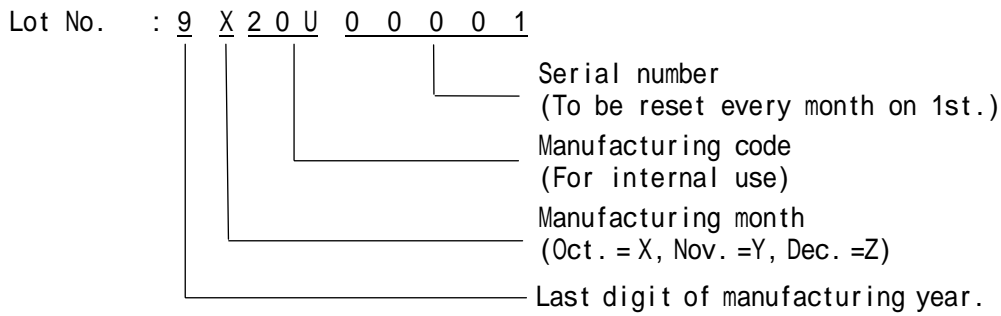 Lot No. : 9 X 2 0 U 0 0 0 0 1
Serial number
(To be reset every month on 1st.)
Manufacturing code
(For internal use)
Manufacturing month
(Oct. = X, Nov. =Y, Dec. =Z)
Last digit of manufacturing year.